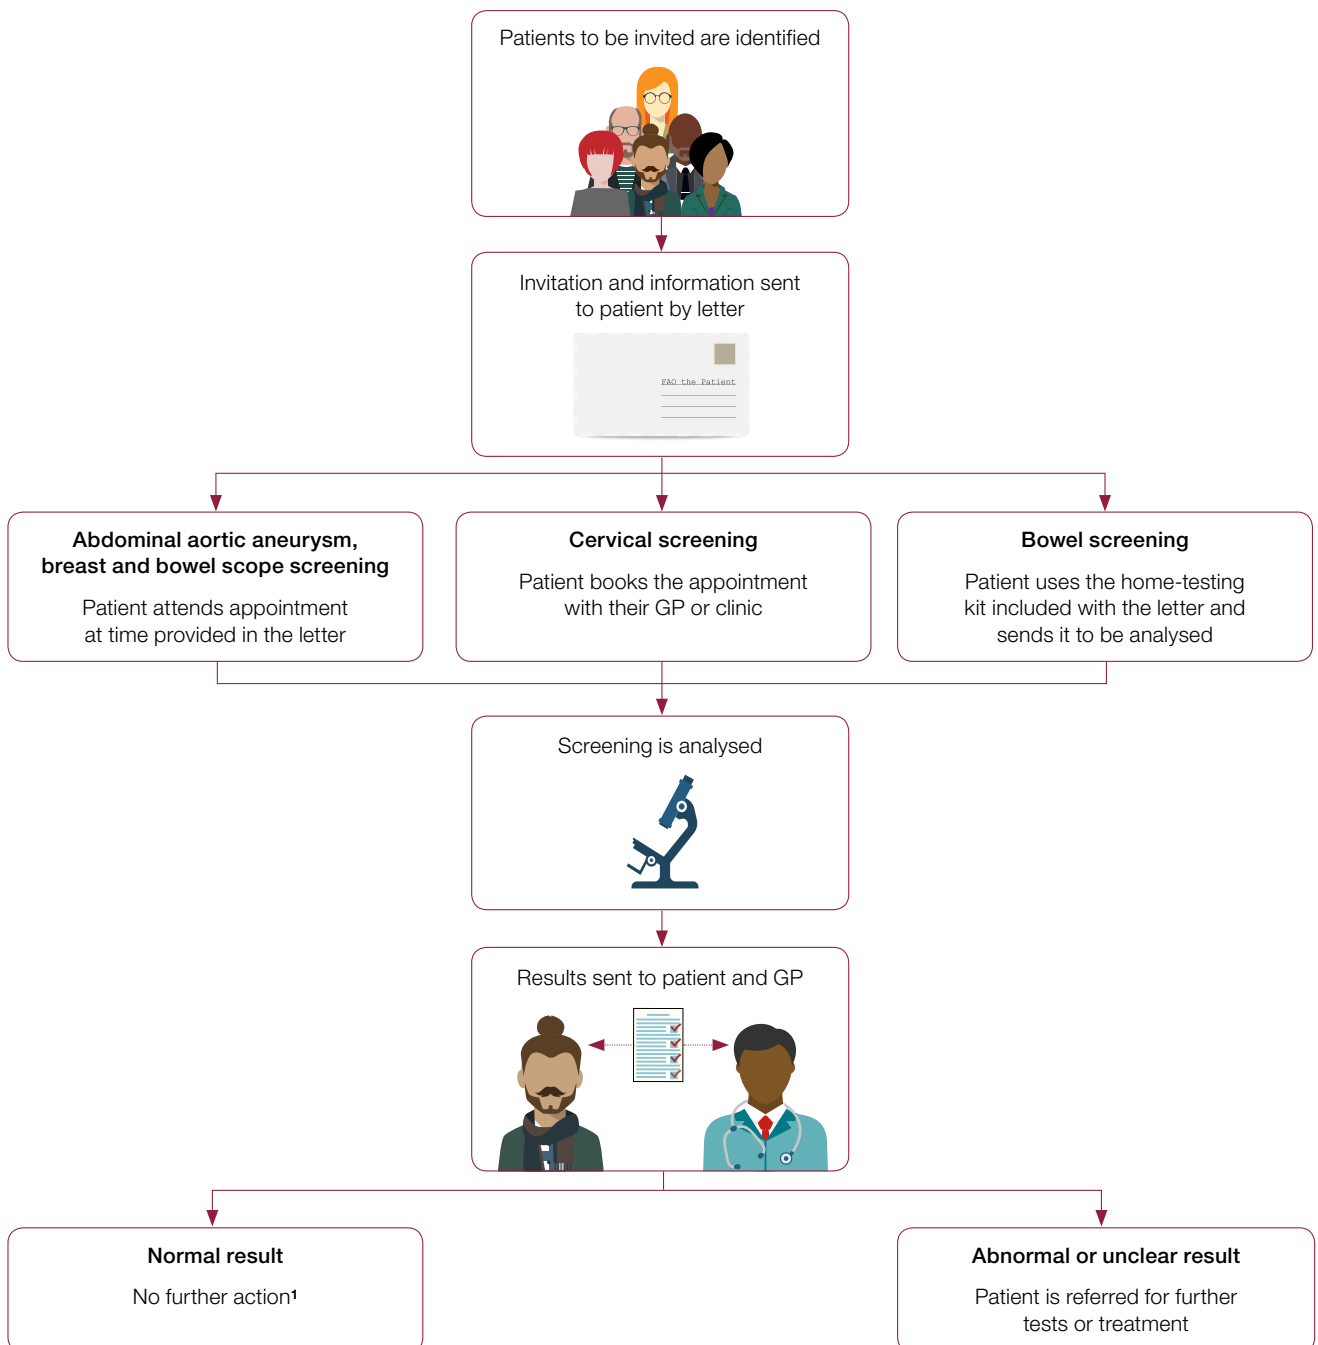 Patients to be invited are identified
Invitation and information sent
to patient by letter
FAO the Patient
Abdominal aortic aneurysm,
breast and bowel scope screening
Patient attends appointment
at time provided in the letter
Cervical screening
Patient books the appointment
with their GP or clinic
Bowel screening
Patient uses the home-testing
kit included with the letter and
sends it to be analysed
Screening is analysed
Results sent to patient and GP
Normal result
No further action¹
Abnormal or unclear result
Patient is referred for further
tests or treatment